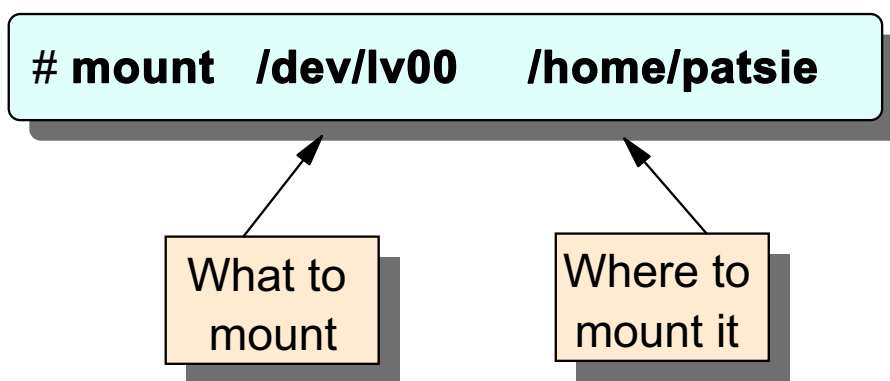 # mount /dev/lv00 /home/patsie
What to
mount
Where to
mount it